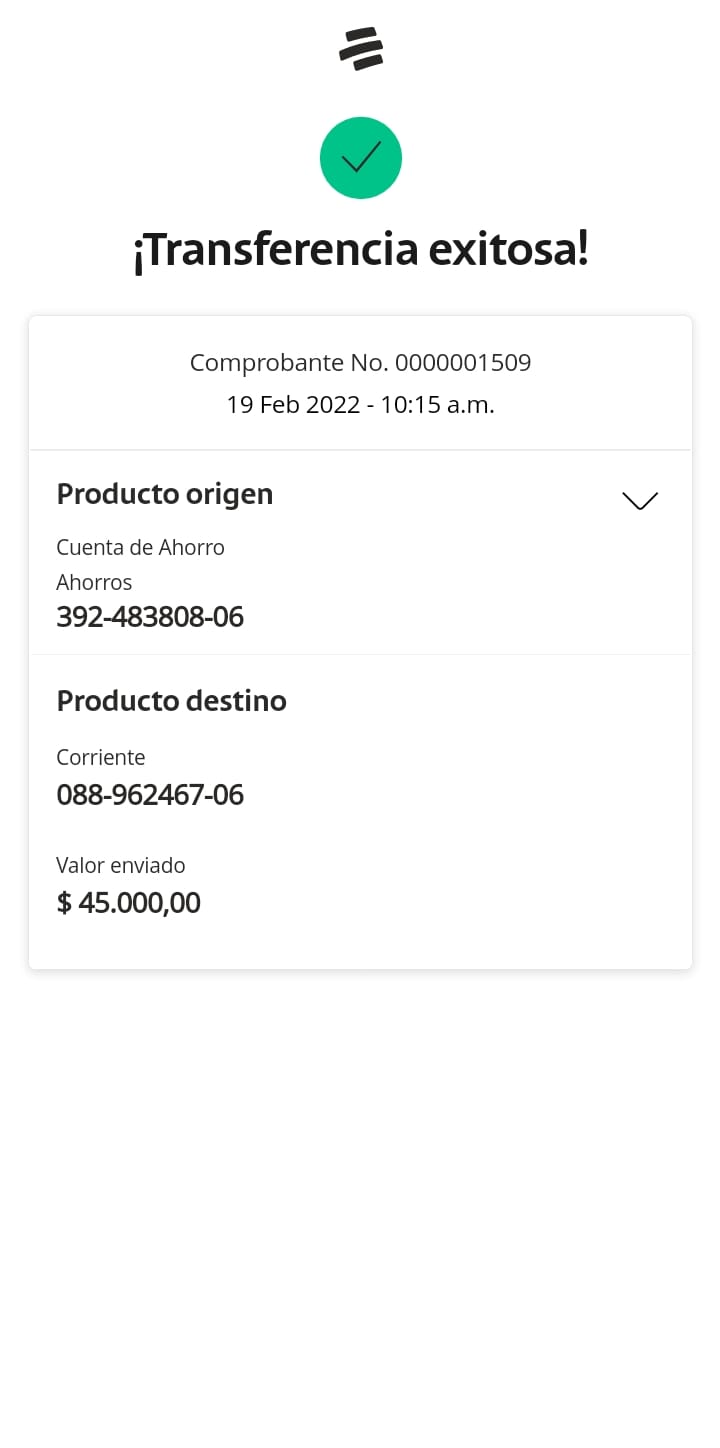 ¡Transferencia exitosa!
Comprobante No. 0000001509
19 Feb 2022 - 10:15 a.m.
Producto origen
Cuenta de Ahorro
Ahorros
392-483808-06
Producto destino
Corriente
088-962467-06
Valor enviado
$ 45.000,00